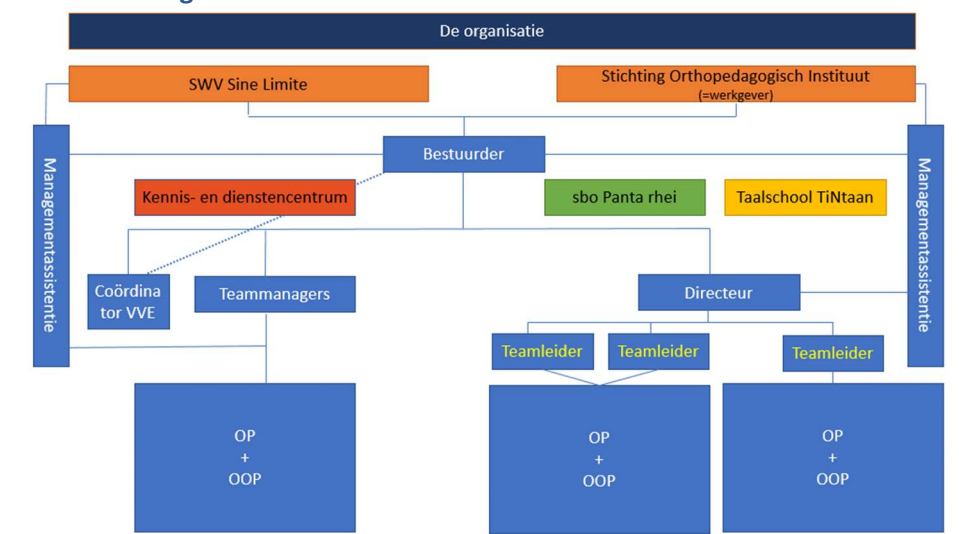 De organisatie
SWV Sine Limite
Stichting Orthopedagogisch Instituut
(=werkgever)
Managementassistentie
Bestuurder
Managementassistentie
Kennis- en dienstencentrum
sbo Panta rhei
Taalschool TiNtaan
Coördina
tor VVE
Teammanagers
Directeur
Teamleider
Teamleider
Teamleider
OP
+
OOP
OP
+
OOP
OP
+
OOP